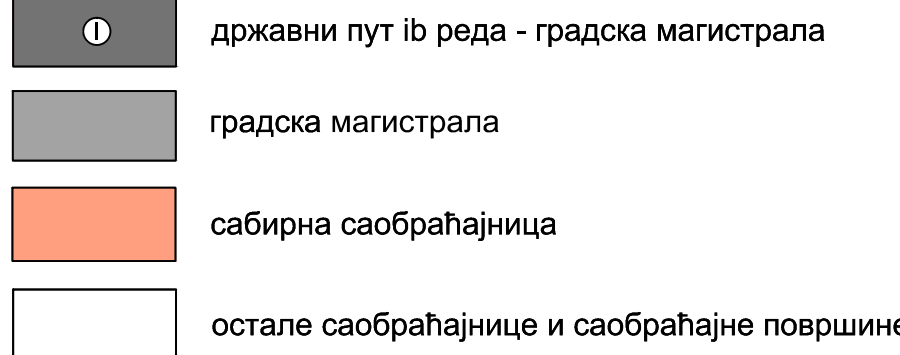 I државни пут ib реда - градска магистрала
градска магистрала
сабирна саобраћајница
остале саобраћајнице и саобраћајне површине